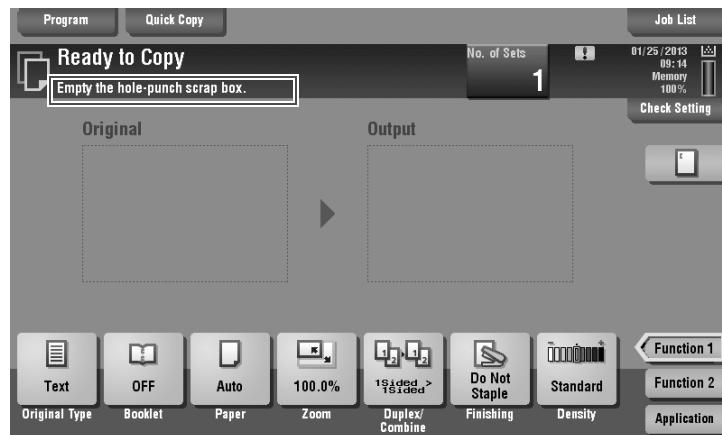 Program
Quick Copy
Job List
Ready to Copy
Empty the hole-punch scrap box.
No. of Sets
1
01/25/2013
09:14
Memory
100%
Check Setting
Original
Output
Text
OFF
Auto
100.0%
1Sided >
1Sided
Do Not
Staple
Standard
Original Type
Booklet
Paper
Zoom
Duplex/
Combine
Finishing
Density
Function 1
Function 2
Application